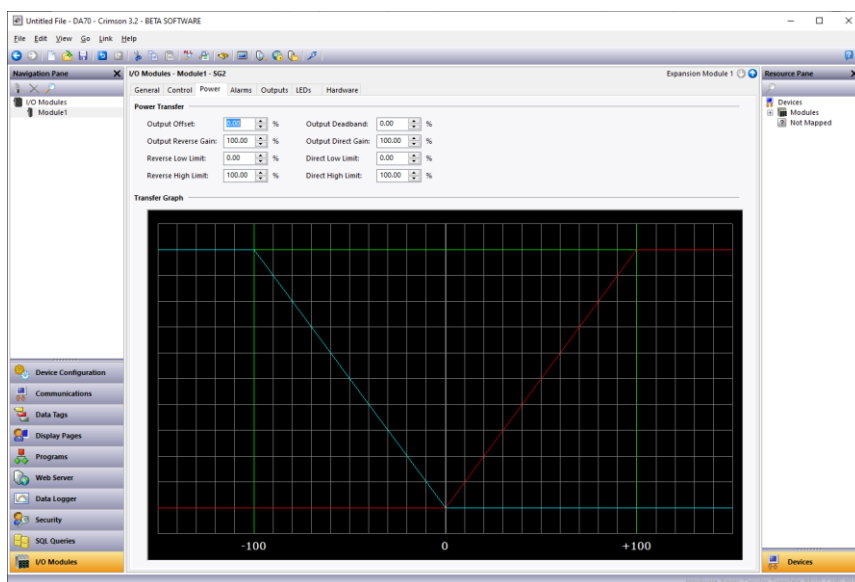 Untitled File - DA70 - Crimson 3.2 - BETA SOFTWARE
File Edit View Go Link Help
Navigation Pane
I/O Modules - Module1 - SG2
Expansion Module 1
Resource Pane
I/O Modules
Module1
General Control Power Alarms Outputs LEDs Hardware
Devices
Modules
Not Mapped
Power Transfer
Output Offset: 0.00 % Output Deadband: 0.00 %
Output Reverse Gain: 100.00 % Output Direct Gain: 100.00 %
Reverse Low Limit: 0.00 % Direct Low Limit: 0.00 %
Reverse High Limit: 100.00 % Direct High Limit: 100.00 %
Transfer Graph
-100 0 +100
Device Configuration
Communications
Data Tags
Display Pages
Programs
Web Server
Data Logger
Security
SQL Queries
I/O Modules
Devices